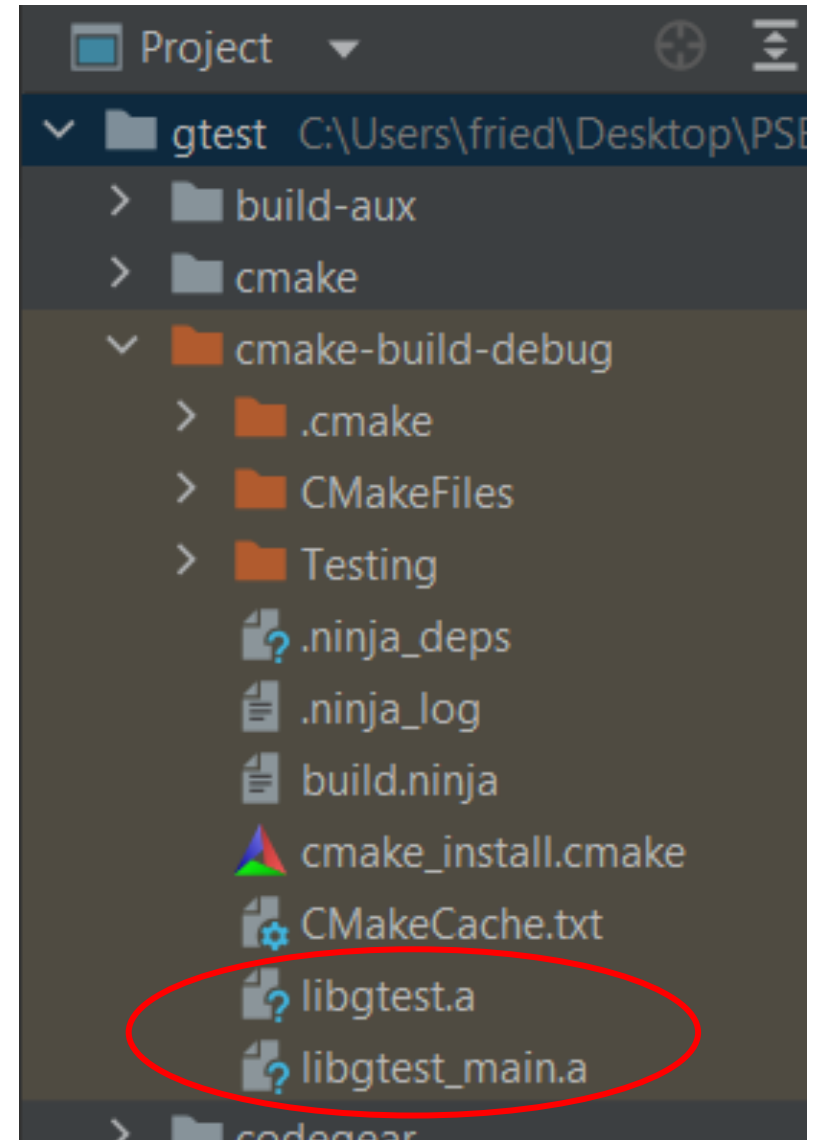 Project
gtest C:\Users\fried\Desktop\PSE
build-aux
cmake
cmake-build-debug
.cmake
CMakeFiles
Testing
.ninja_deps
.ninja_log
build.ninja
cmake_install.cmake
CMakeCache.txt
libgtest.a
libgtest_main.a
codegear